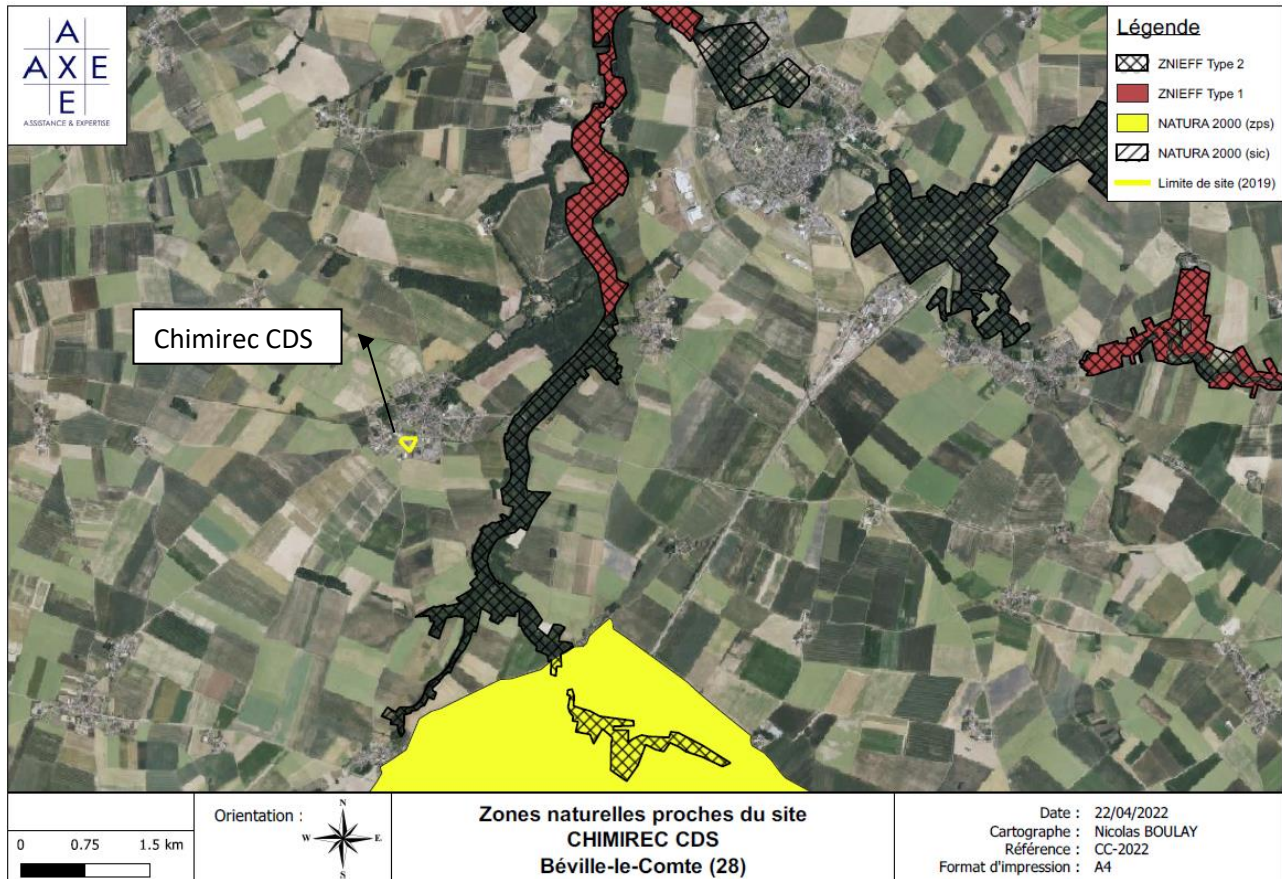 A
A X E
E
ASSISTANCE & EXPERTISE
Légende
ZNIEFF Type 2
ZNIEFF Type 1
NATURA 2000 (zps)
NATURA 2000 (sic)
Limite de site (2019)
Chimirec CDS
0 0.75 1.5 km
Orientation :
N
W E
S
Zones naturelles proches du site
CHIMIREC CDS
Béville-le-Comte (28)
Date : 22/04/2022
Cartographe : Nicolas BOULAY
Référence : CC-2022
Format d'impression : A4